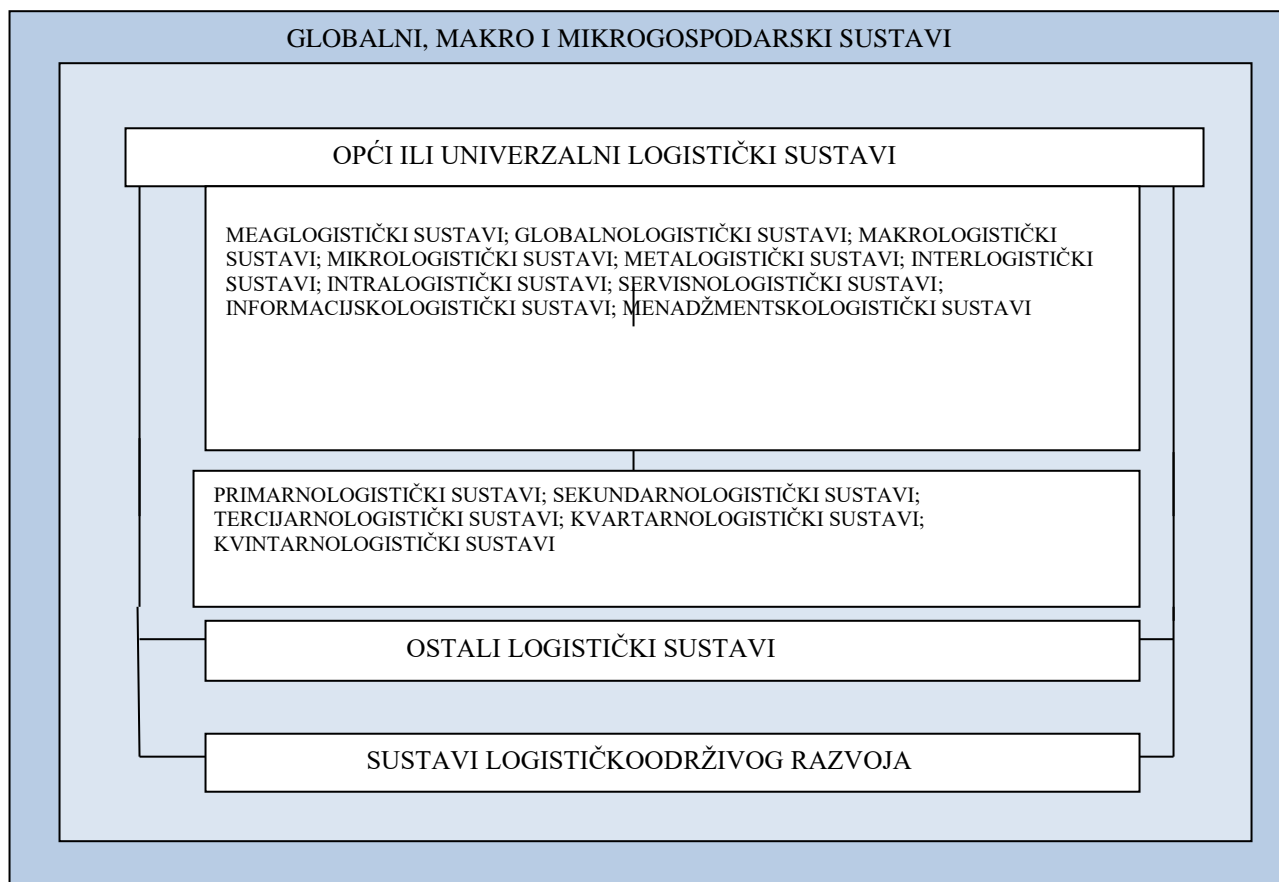 GLOBALNI, MAKRO I MIKROGOSPODARSKI SUSTAVI
OPĆI ILI UNIVERZALNI LOGISTIČKI SUSTAVI
MEAGLOGISTIČKI SUSTAVI; GLOBALNOLOGISTIČKI SUSTAVI; MAKROLOGISTIČKI
SUSTAVI; MIKROLOGISTIČKI SUSTAVI; METALOGISTIČKI SUSTAVI; INTERLOGISTIČKI
SUSTAVI; INTRALOGISTIČKI SUSTAVI; SERVISNOLOGISTIČKI SUSTAVI;
INFORMACIJSKOLOGISTIČKI SUSTAVI; MENADŽMENTSKOLOGISTIČKI SUSTAVI
PRIMARNOLOGISTIČKI SUSTAVI; SEKUNDARNOLOGISTIČKI SUSTAVI;
TERCIJARNOLOGISTIČKI SUSTAVI; KVARTARNOLOGISTIČKI SUSTAVI;
KVINTARNOLOGISTIČKI SUSTAVI
OSTALI LOGISTIČKI SUSTAVI
SUSTAVI LOGISTIČKOODRŽIVOG RAZVOJA